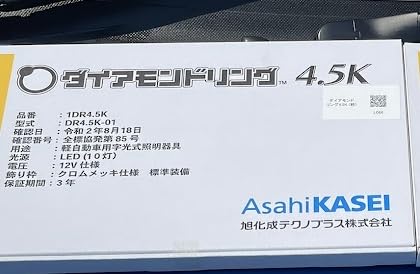 ダイアモンドリング™ 4.5K
ダイアモンド
品番 : 1DR4.5K
型式 : DR4.5K-01
確認日 : 令和2年8月18日
確認番号 : 全標協発第85号
用途 : 軽自動車用字光式照明器具
光源 : LED(10灯)
電圧 : 12V仕様
飾り枠 : クロムメッキ仕様 標準装備
保証期間 : 3年
AsahiKASEI
旭化成テクノプラス株式会社